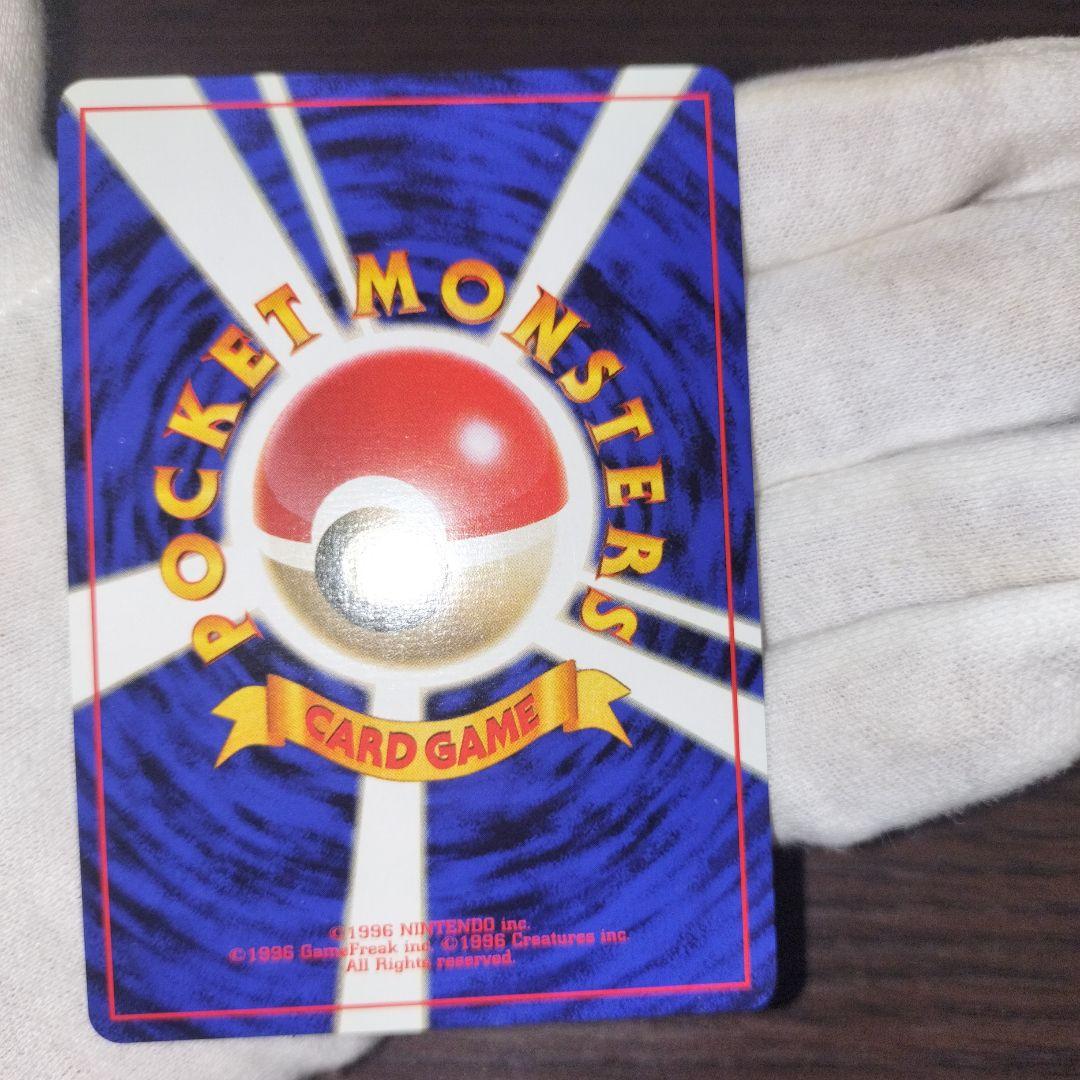 POCKET MONSTERS
CARD GAME
©1996 NINTENDO inc.
©1996 GameFreak inc. ©1996 Creatures inc.
All Rights reserved.